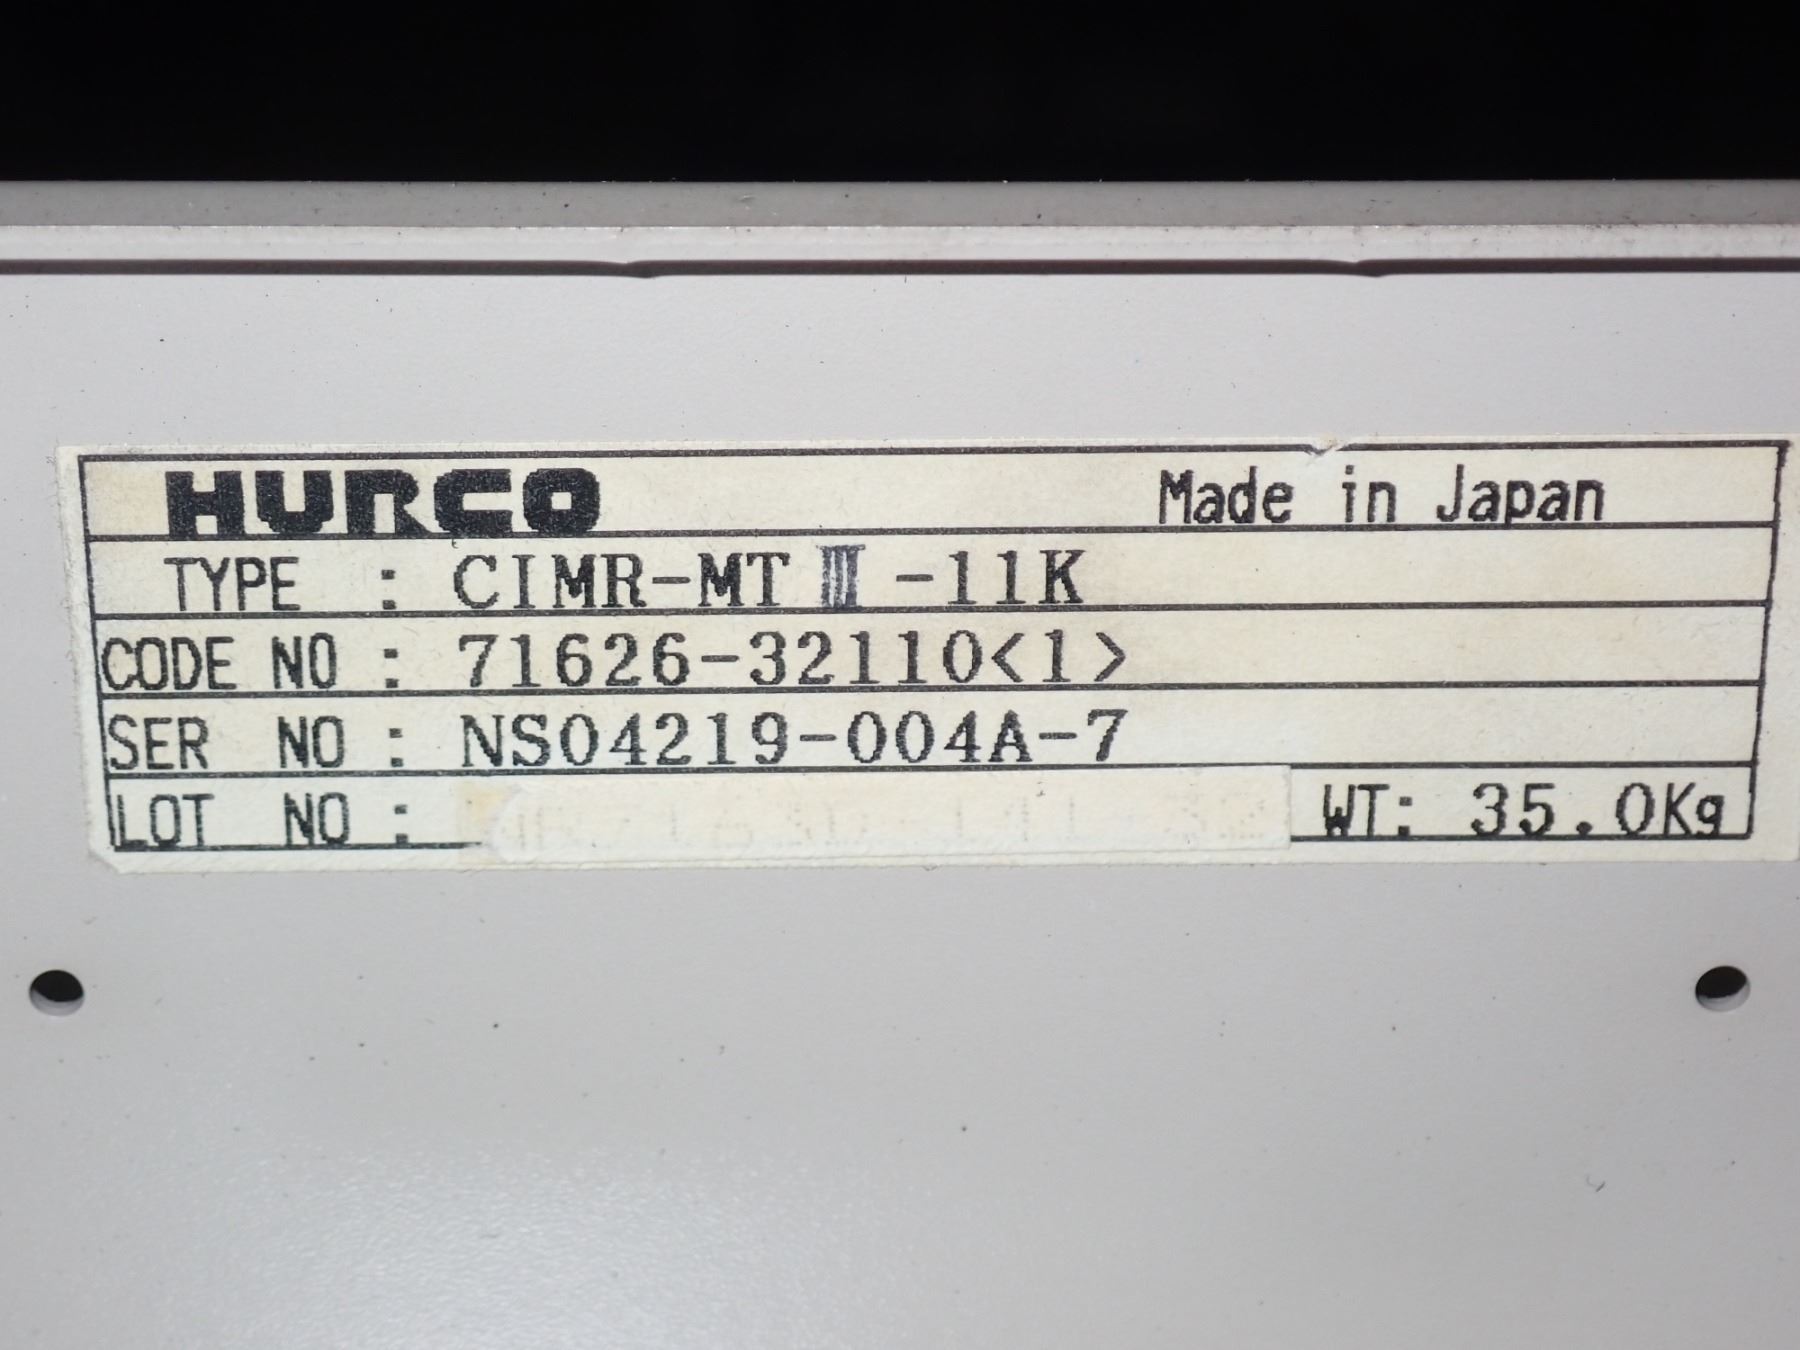 HURCO Made in Japan
TYPE : CIMR-MTⅢ-11K
CODE NO : 71626-32110<1>
SER NO : NS04219-004A-7
LOT NO : WT: 35.0Kg